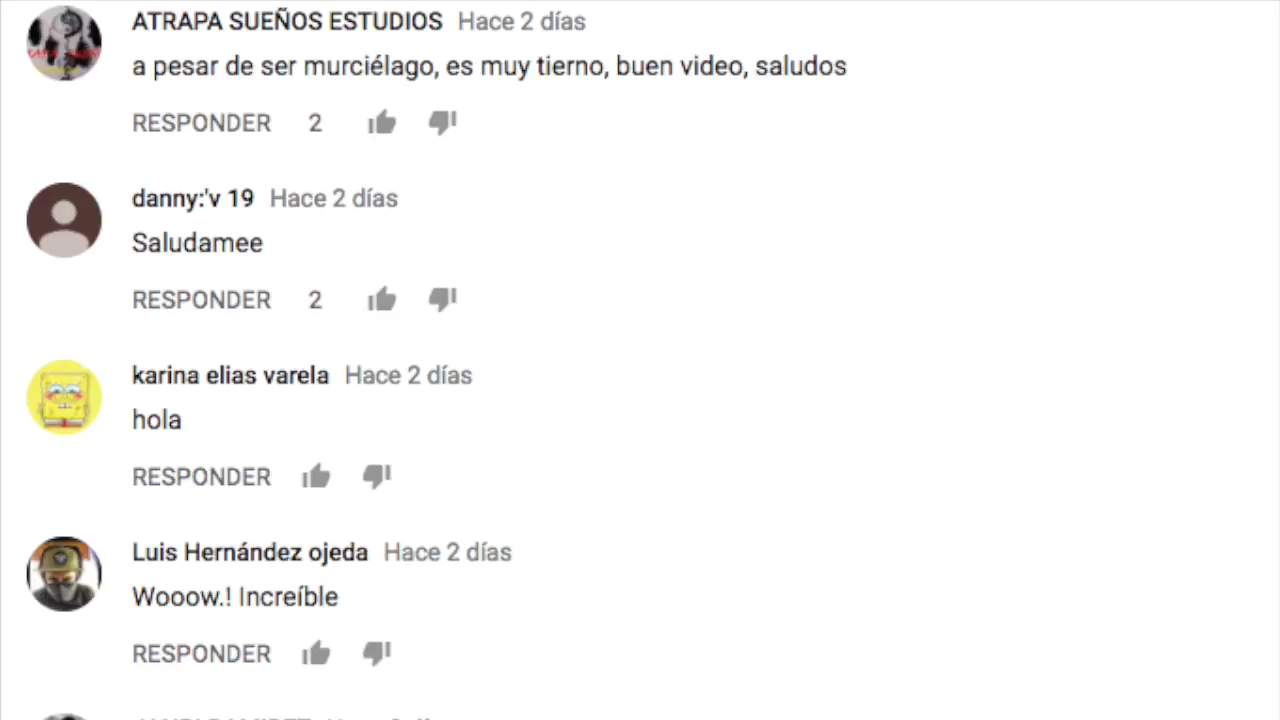 ATRAPA SUEÑOS ESTUDIOS Hace 2 días
a pesar de ser murciélago, es muy tierno, buen video, saludos
RESPONDER 2
danny:'v 19 Hace 2 días
Saludamee
RESPONDER 2
karina elias varela Hace 2 días
hola
RESPONDER
Luis Hernández ojeda Hace 2 días
Wooow.! Increíble
RESPONDER